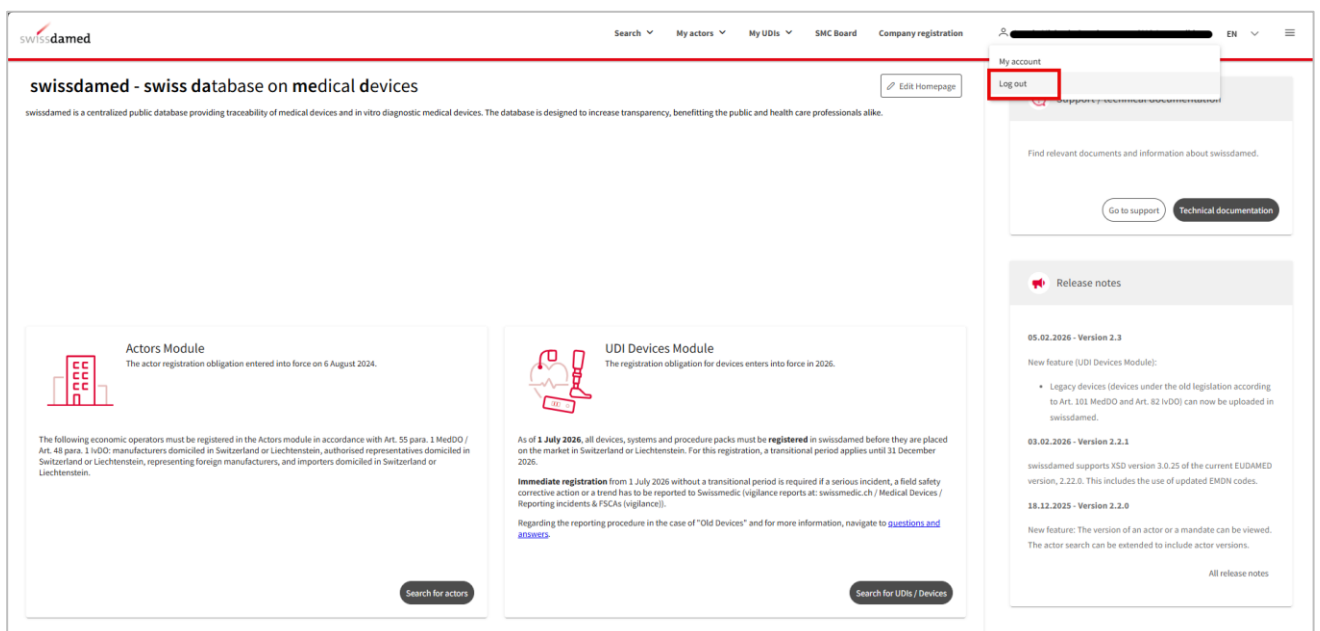 swissdamed
Search My actors My UDIs SMC Board Company registration EN
My account
Log out
swissdamed - swiss database on medical devices
Edit Homepage
swissdamed is a centralized public database providing traceability of medical devices and in vitro diagnostic medical devices. The database is designed to increase transparency, benefitting the public and health care professionals alike.
Support / technical documentation
Find relevant documents and information about swissdamed.
Go to support Technical documentation
Release notes
05.02.2026 - Version 2.3
New feature (UDI Devices Module):
• Legacy devices (devices under the old legislation according
to Art. 101 MedDO and Art. 82 IvDO) can now be uploaded in
swissdamed.
03.02.2026 - Version 2.2.1
swissdamed supports XSD version 3.0.25 of the current EUDAMED
version, 2.22.0. This includes the use of updated EMDN codes.
18.12.2025 - Version 2.2.0
New feature: The version of an actor or a mandate can be viewed.
The actor search can be extended to include actor versions.
All release notes
Actors Module
The actor registration obligation entered into force on 6 August 2024.
The following economic operators must be registered in the Actors module in accordance with Art. 55 para. 1 MedDO /
Art. 48 para. 1 IvDO: manufacturers domiciled in Switzerland or Liechtenstein, authorised representatives domiciled in
Switzerland or Liechtenstein, representing foreign manufacturers, and importers domiciled in Switzerland or
Liechtenstein.
Search for actors
UDI Devices Module
The registration obligation for devices enters into force in 2026.
As of 1 July 2026, all devices, systems and procedure packs must be registered in swissdamed before they are placed
on the market in Switzerland or Liechtenstein. For this registration, a transitional period applies until 31 December
2026.
Immediate registration from 1 July 2026 without a transitional period is required if a serious incident, a field safety
corrective action or a trend has to be reported to Swissmedic (vigilance reports at: swissmedic.ch / Medical Devices /
Reporting incidents & FSCAs (vigilance)).
Regarding the reporting procedure in the case of "Old Devices" and for more information, navigate to questions and
answers.
Search for UDIs / Devices